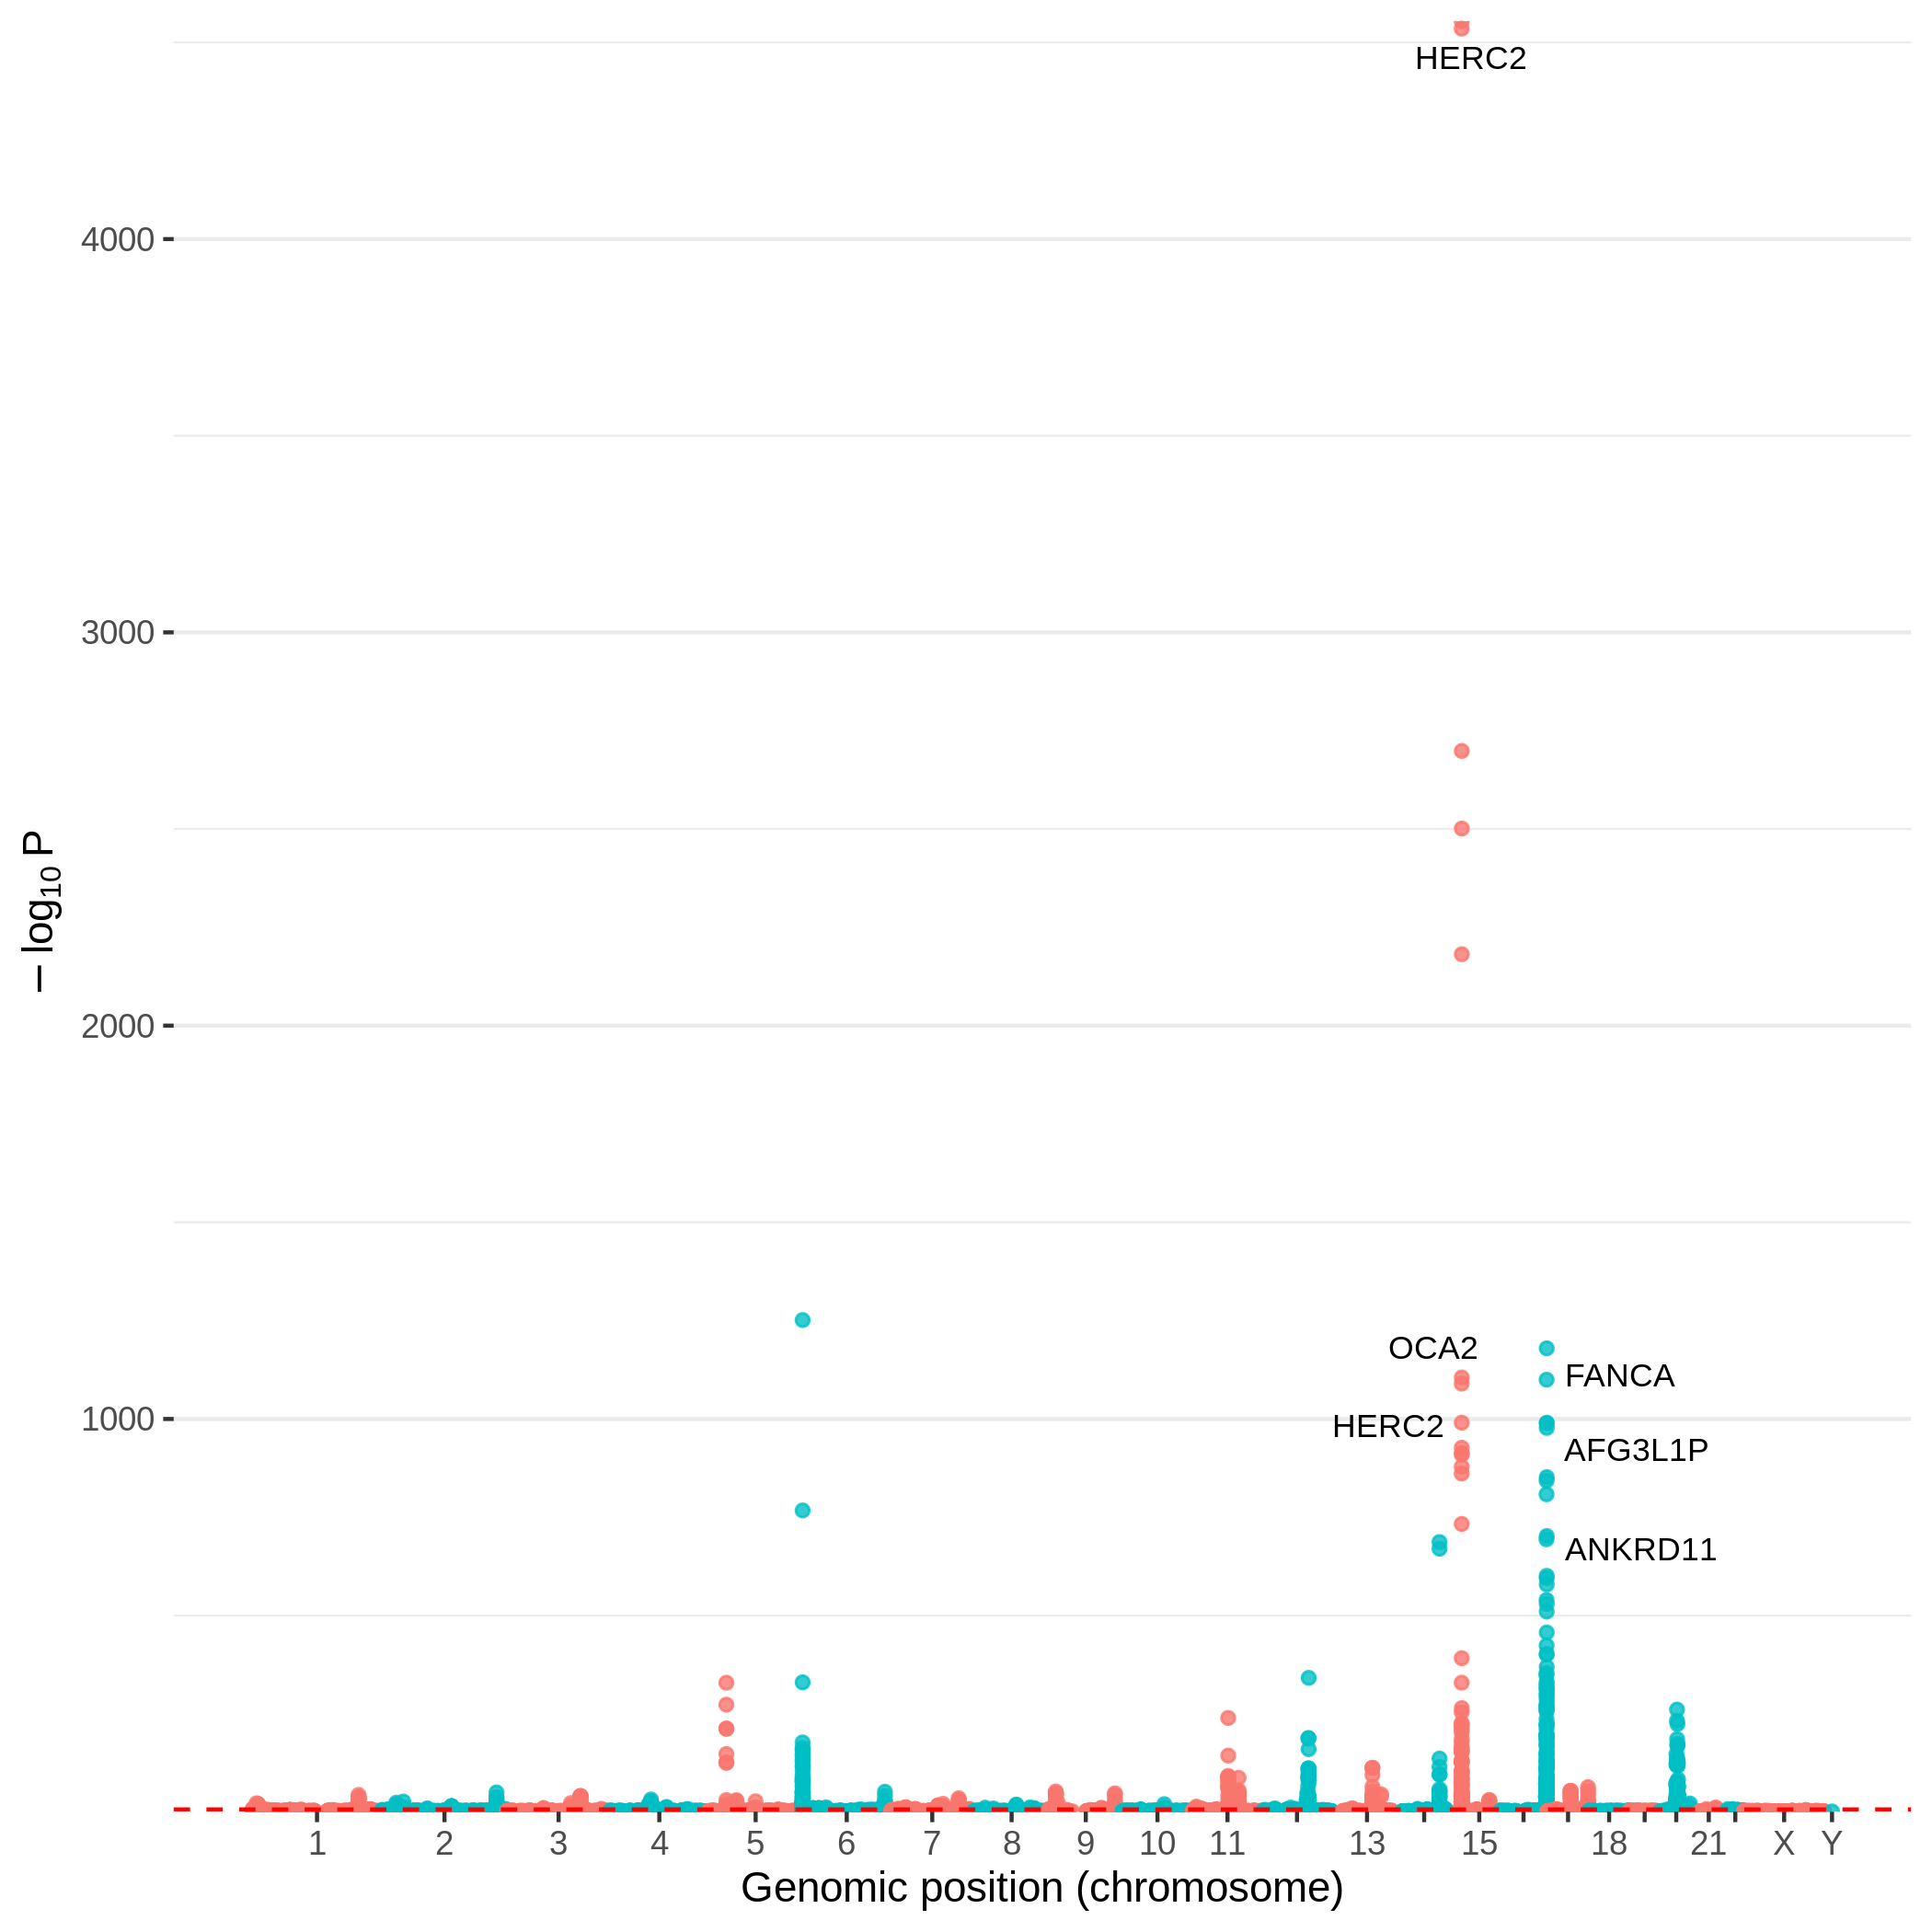 HERC2
4000
3000
− log10 P
2000
OCA2
FANCA
1000
HERC2
AFG3L1P
ANKRD11
1 2 3 4 5 6 7 8 9 10 11 13 15 18 21 X Y
Genomic position (chromosome)